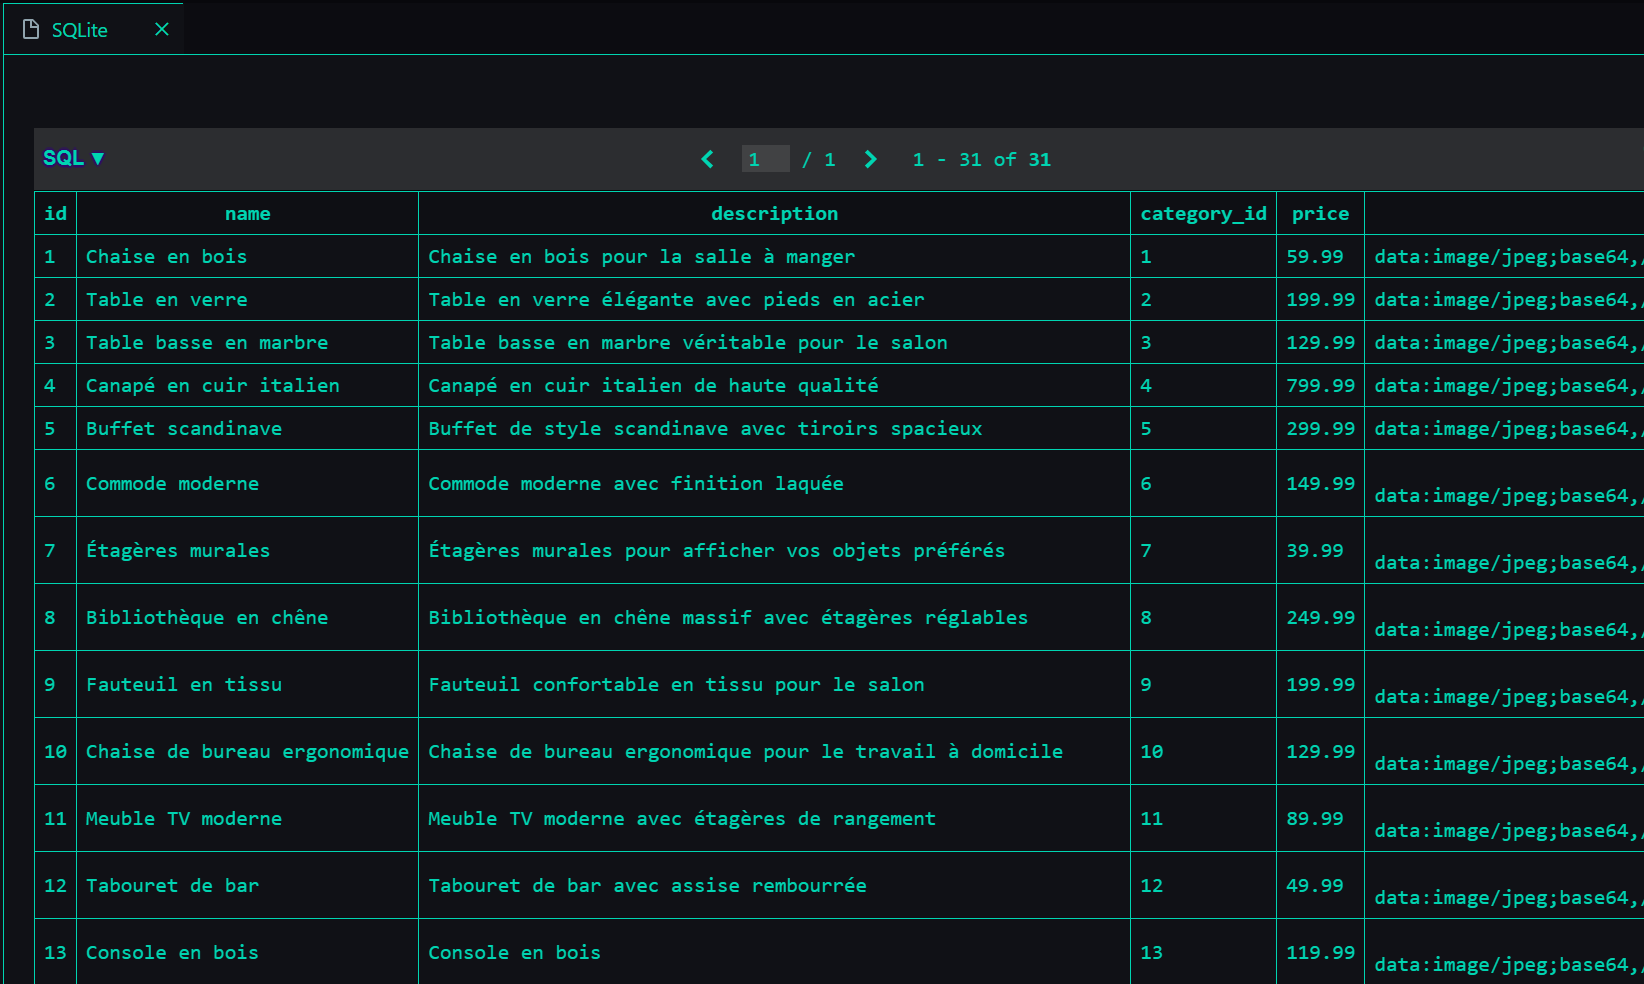 SQLite
SQL ▼ 1 / 1 1 - 31 of 31
id name description category_id price
1 Chaise en bois Chaise en bois pour la salle à manger 1 59.99 data:image/jpeg;base64,/
2 Table en verre Table en verre élégante avec pieds en acier 2 199.99 data:image/jpeg;base64,/
3 Table basse en marbre Table basse en marbre véritable pour le salon 3 129.99 data:image/jpeg;base64,/
4 Canapé en cuir italien Canapé en cuir italien de haute qualité 4 799.99 data:image/jpeg;base64,/
5 Buffet scandinave Buffet de style scandinave avec tiroirs spacieux 5 299.99 data:image/jpeg;base64,/
6 Commode moderne Commode moderne avec finition laquée 6 149.99 data:image/jpeg;base64,/
7 Étagères murales Étagères murales pour afficher vos objets préférés 7 39.99 data:image/jpeg;base64,/
8 Bibliothèque en chêne Bibliothèque en chêne massif avec étagères réglables 8 249.99 data:image/jpeg;base64,/
9 Fauteuil en tissu Fauteuil confortable en tissu pour le salon 9 199.99 data:image/jpeg;base64,/
10 Chaise de bureau ergonomique Chaise de bureau ergonomique pour le travail à domicile 10 129.99 data:image/jpeg;base64,/
11 Meuble TV moderne Meuble TV moderne avec étagères de rangement 11 89.99 data:image/jpeg;base64,/
12 Tabouret de bar Tabouret de bar avec assise rembourrée 12 49.99 data:image/jpeg;base64,/
13 Console en bois Console en bois 13 119.99 data:image/jpeg;base64,/